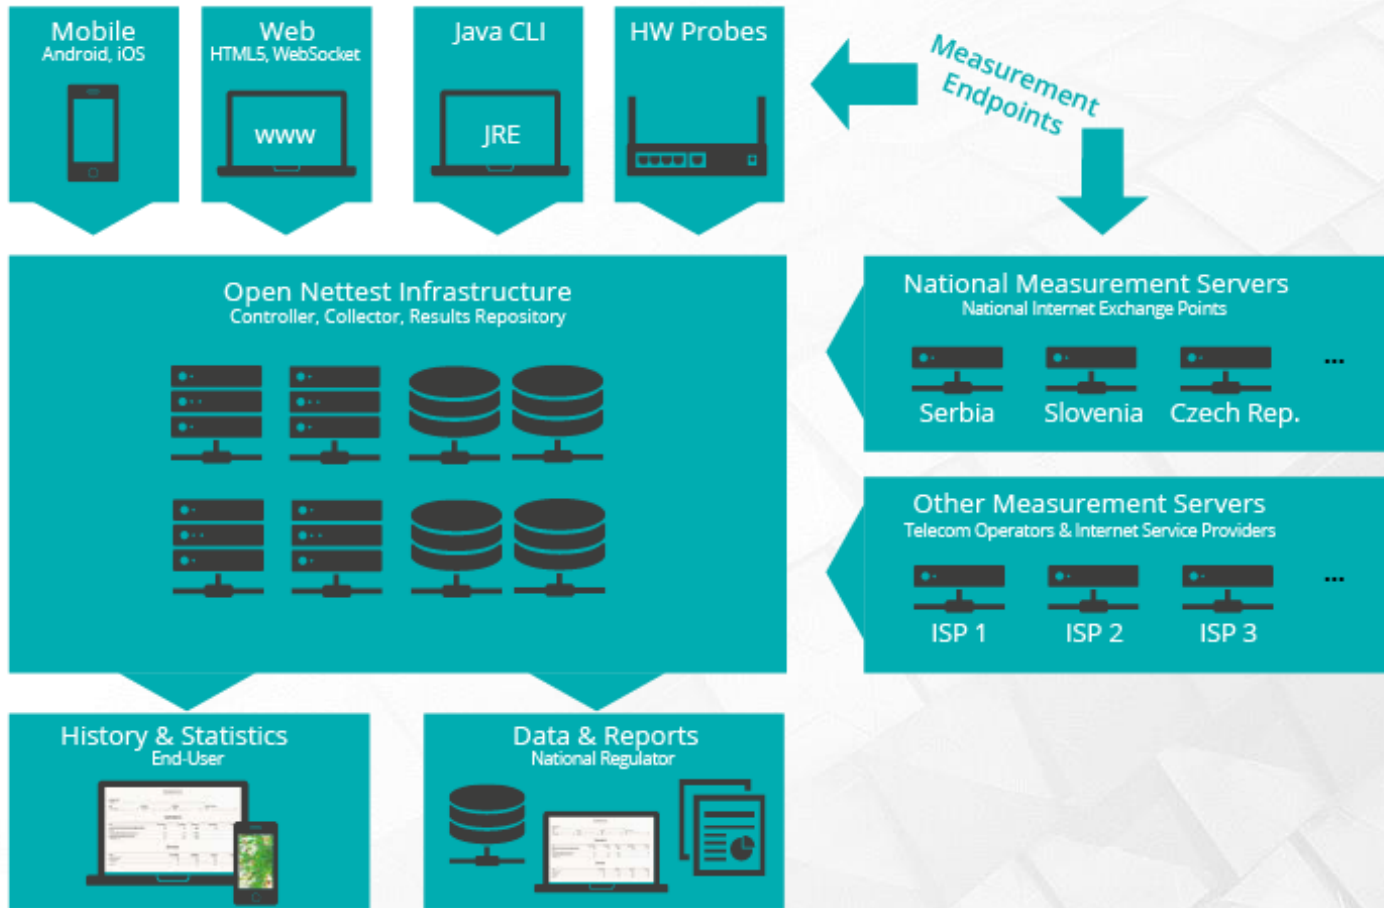 Mobile
Android, iOS
Web
HTML5, WebSocket
www
Java CLI
JRE
HW Probes
Measurement
Endpoints
Open Nettest Infrastructure
Controller, Collector, Results Repository
National Measurement Servers
National Internet Exchange Points
...
Serbia
Slovenia
Czech Rep.
Other Measurement Servers
Telecom Operators & Internet Service Providers
...
ISP 1
ISP 2
ISP 3
History & Statistics
End-User
Data & Reports
National Regulator